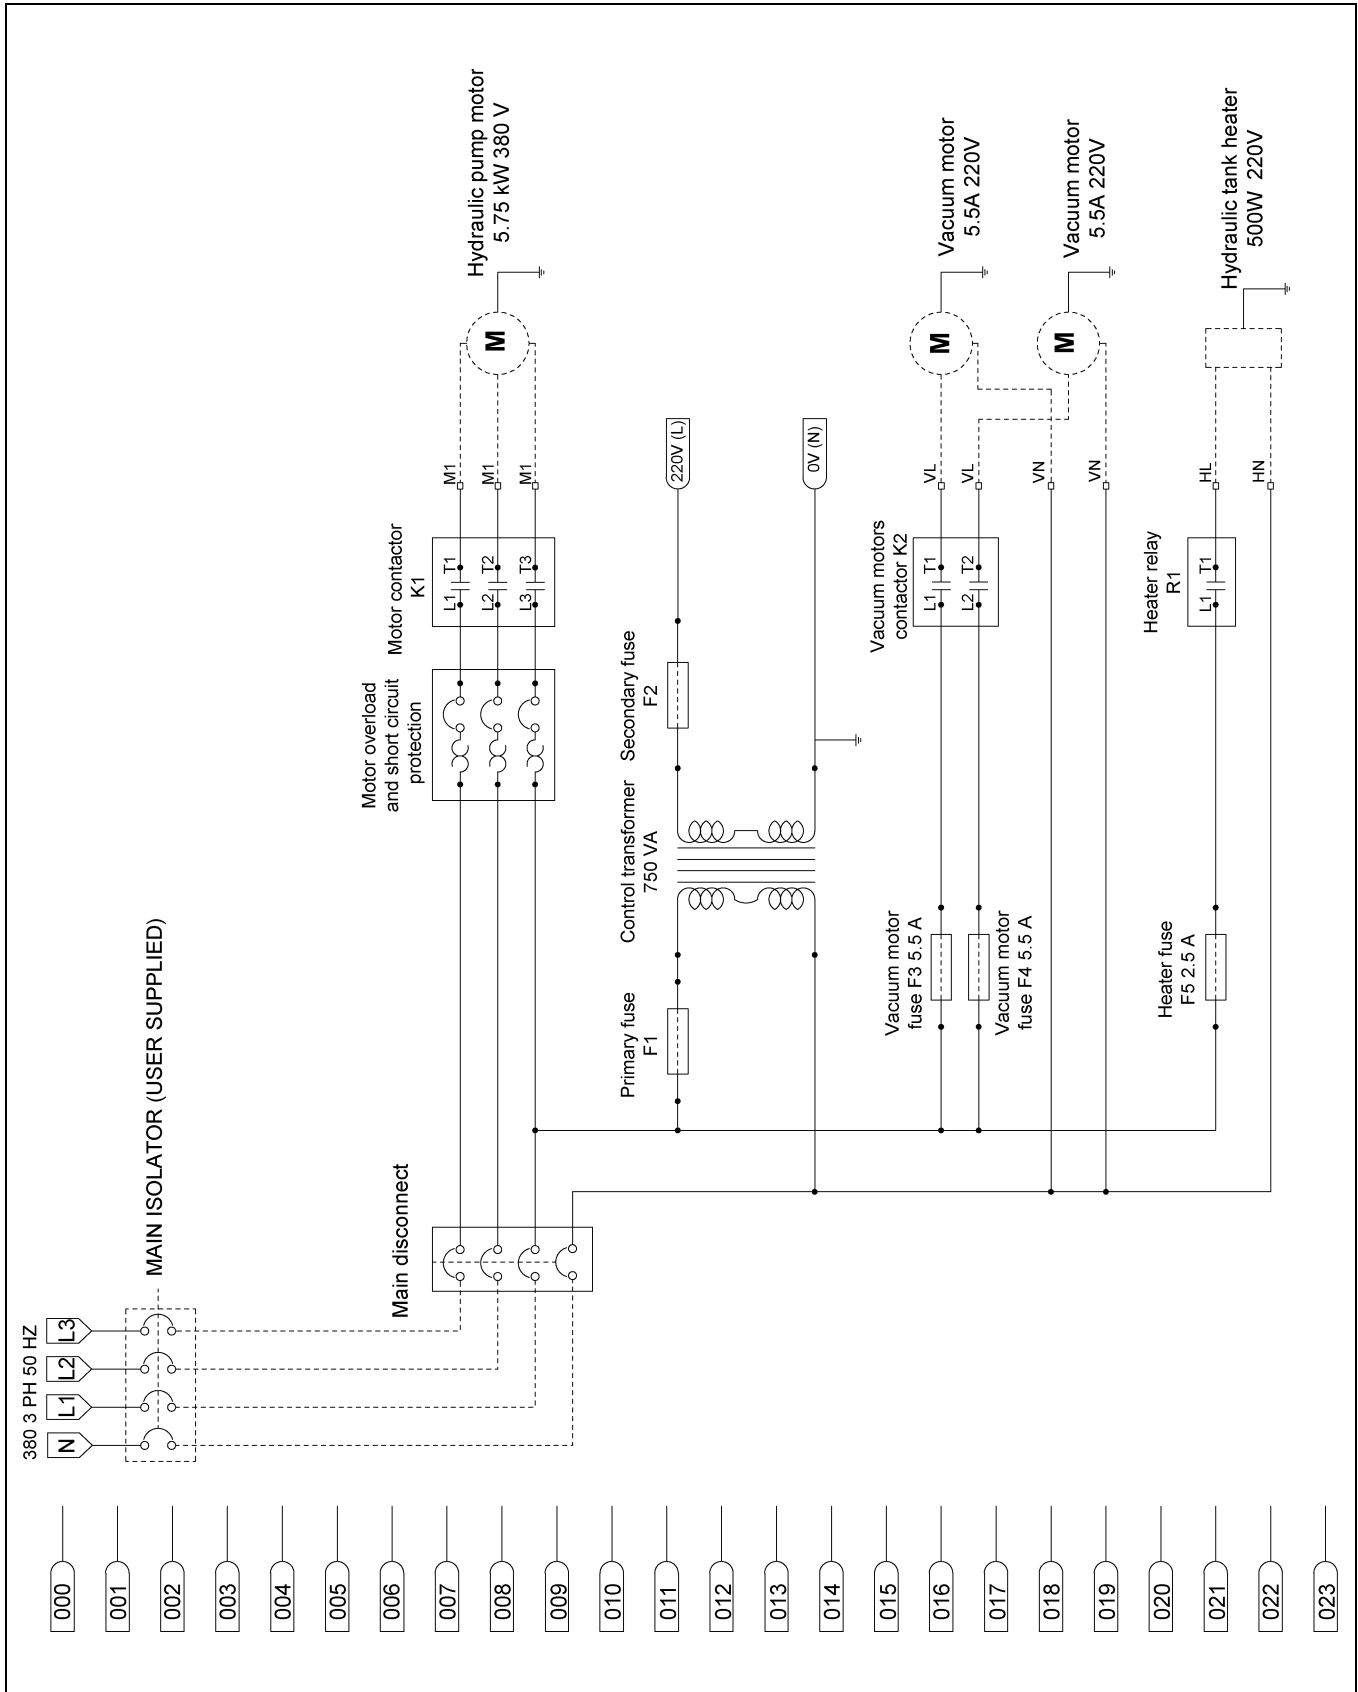 380 3 PH 50 HZ
L3
L2
L1
N
MAIN ISOLATOR (USER SUPPLIED)
Main disconnect
Motor overload
and short circuit
protection
Motor contactor
K1
L1 T1
L2 T2
L3 T3
M1
M1
M1
Hydraulic pump motor
5.75 kW 380 V
M
Primary fuse
F1
Control transformer
750 VA
Secondary fuse
F2
220V (L)
0V (N)
Vacuum motor
fuse F3 5.5 A
Vacuum motor
fuse F4 5.5 A
Vacuum motors
contactor K2
L1 T1
L2 T2
VL
VL
VN
VN
M
Vacuum motor
5.5A 220V
M
Vacuum motor
5.5A 220V
Heater fuse
F5 2.5 A
Heater relay
R1
L1 T1
HL
HN
Hydraulic tank heater
500W 220V
000
001
002
003
004
005
006
007
008
009
010
011
012
013
014
015
016
017
018
019
020
021
022
023